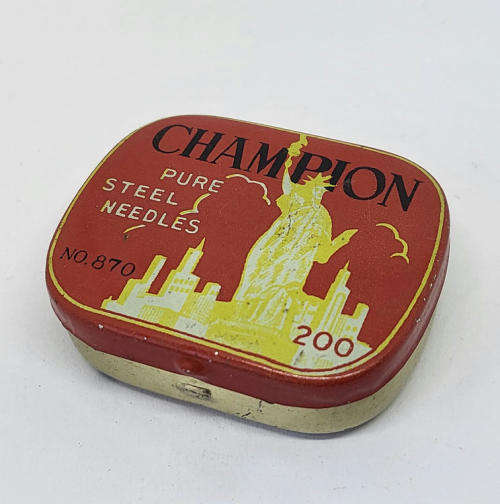 CHAMPION
PURE
STEEL
NEEDLES
NO. 870
200